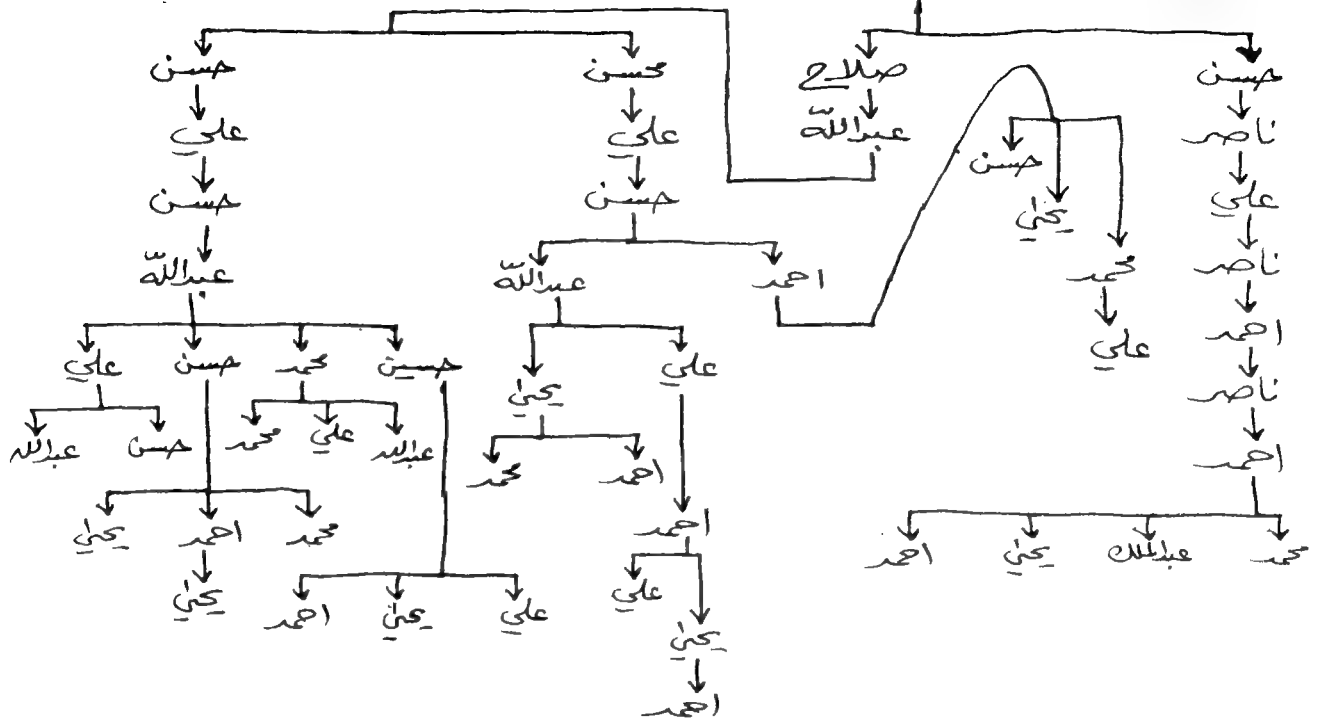 حسن صلاح محسن حسن
ناصر عبدالله علي علي
حسن
علي يحيى حسن حسن
ناصر محمد احمد عبدالله عبدالله
احمد علي
علي حسين محمد حسن علي
ناصر يحيى
عبدالله علي محمد حسن عبدالله
احمد احمد محمد
محمد عبدالملك يحيى احمد احمد محمد احمد يحيى
علي علي يحيى احمد يحيى
يحيى
احمد